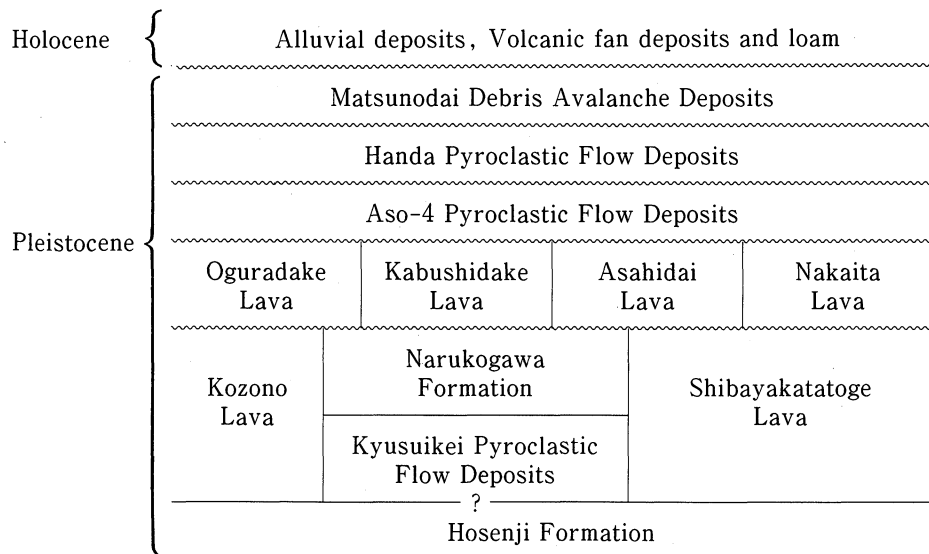 Holocene
Alluvial deposits, Volcanic fan deposits and loam
Matsunodai Debris Avalanche Deposits
Handa Pyroclastic Flow Deposits
Aso-4 Pyroclastic Flow Deposits
Pleistocene
Oguradake
Lava
Kabushidake
Lava
Asahidai
Lava
Nakaita
Lava
Kozono
Lava
Narukogawa
Formation
Kyusuikei Pyroclastic
Flow Deposits
Shibayakatatoge
Lava
?
Hosenji Formation